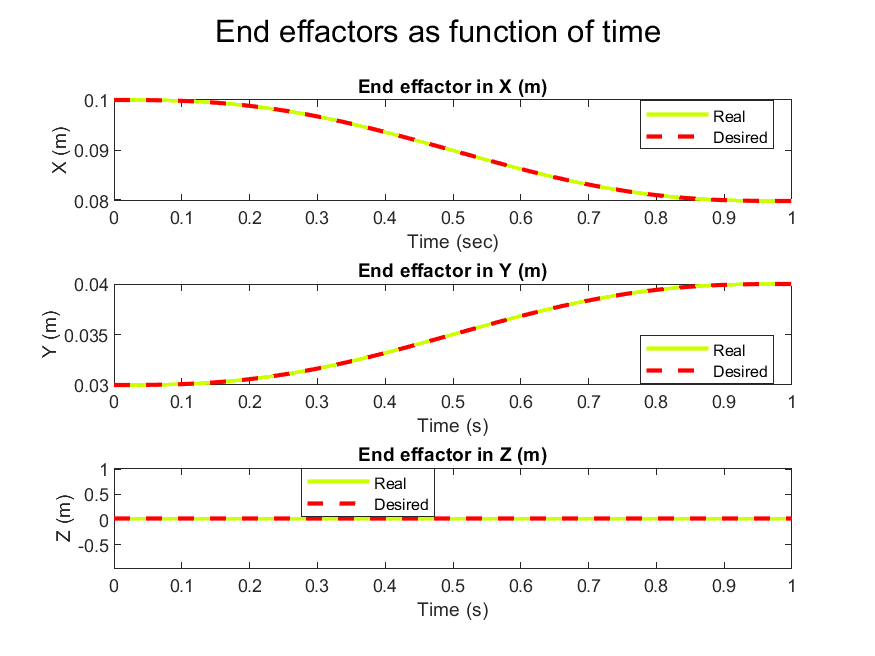 End effactors as function of time
End effactor in X (m)
0.1
0.09
0.08
X (m)
Real
Desired
0 0.1 0.2 0.3 0.4 0.5 0.6 0.7 0.8 0.9 1
Time (sec)
End effactor in Y (m)
0.04
0.035
0.03
Y (m)
Real
Desired
0 0.1 0.2 0.3 0.4 0.5 0.6 0.7 0.8 0.9 1
Time (s)
End effactor in Z (m)
1
0.5
0
-0.5
Z (m)
Real
Desired
0 0.1 0.2 0.3 0.4 0.5 0.6 0.7 0.8 0.9 1
Time (s)